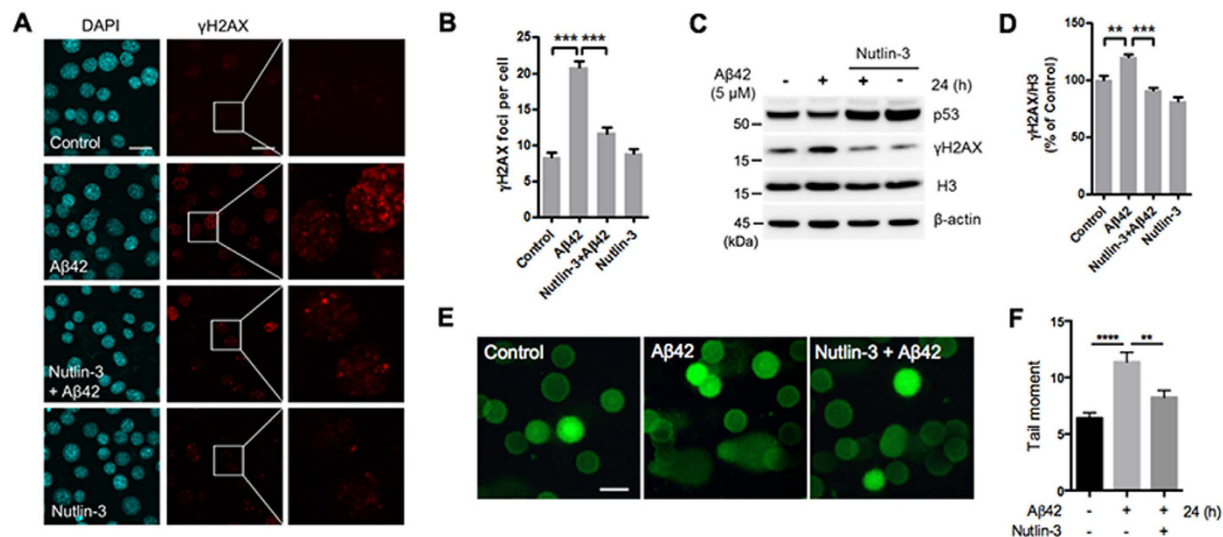 A
DAPI
γH2AX
Control
Aβ42
Nutlin-3
+ Aβ42
Nutlin-3
B
γH2AX foci per cell
25
20
15
10
5
0
*** ***
Control
Aβ42
Nutlin-3+Aβ42
Nutlin-3
C
Nutlin-3
Aβ42
(5 µM)
- + + -
24 (h)
50
p53
15
γH2AX
15
H3
45
β-actin
(kDa)
D
γH2AX/H3
(% of Control)
150
100
50
0
** ***
Control
Aβ42
Nutlin-3+Aβ42
Nutlin-3
E
Control
Aβ42
Nutlin-3 + Aβ42
F
Tail moment
15
10
5
0
**** **
Aβ42 - + + 24 (h)
Nutlin-3 - - +